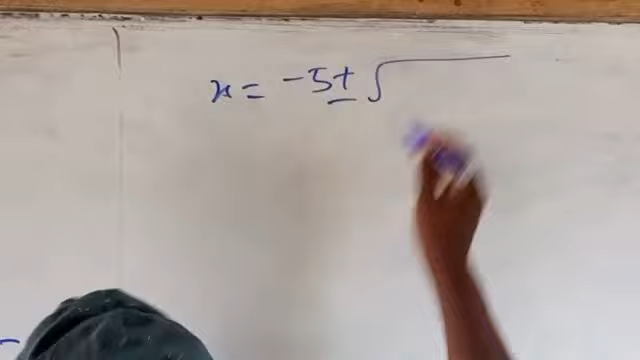 x = -5 ± √